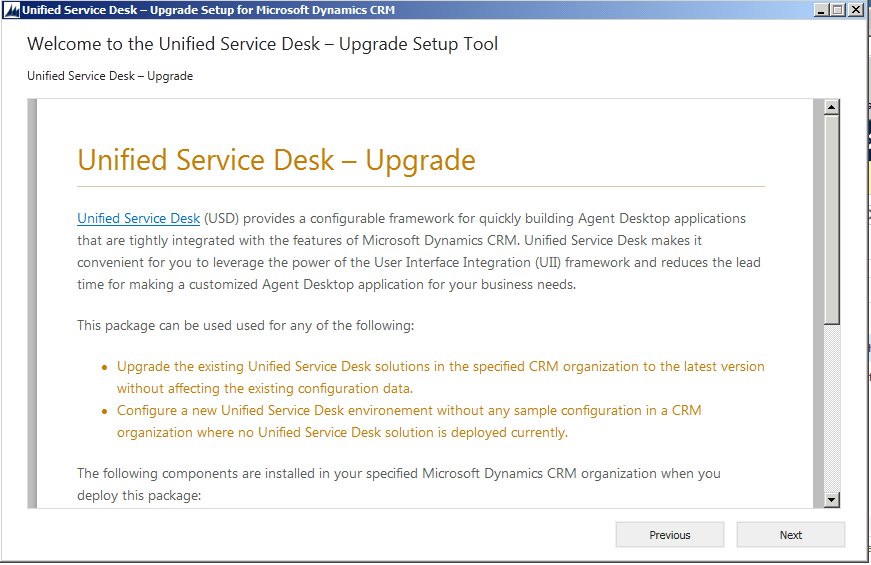 Unified Service Desk – Upgrade Setup for Microsoft Dynamics CRM
Welcome to the Unified Service Desk – Upgrade Setup Tool
Unified Service Desk – Upgrade
Unified Service Desk – Upgrade
Unified Service Desk (USD) provides a configurable framework for quickly building Agent Desktop applications
that are tightly integrated with the features of Microsoft Dynamics CRM. Unified Service Desk makes it
convenient for you to leverage the power of the User Interface Integration (UII) framework and reduces the lead
time for making a customized Agent Desktop application for your business needs.
This package can be used used for any of the following:
• Upgrade the existing Unified Service Desk solutions in the specified CRM organization to the latest version
without affecting the existing configuration data.
• Configure a new Unified Service Desk environement without any sample configuration in a CRM
organization where no Unified Service Desk solution is deployed currently.
The following components are installed in your specified Microsoft Dynamics CRM organization when you
deploy this package:
Previous
Next